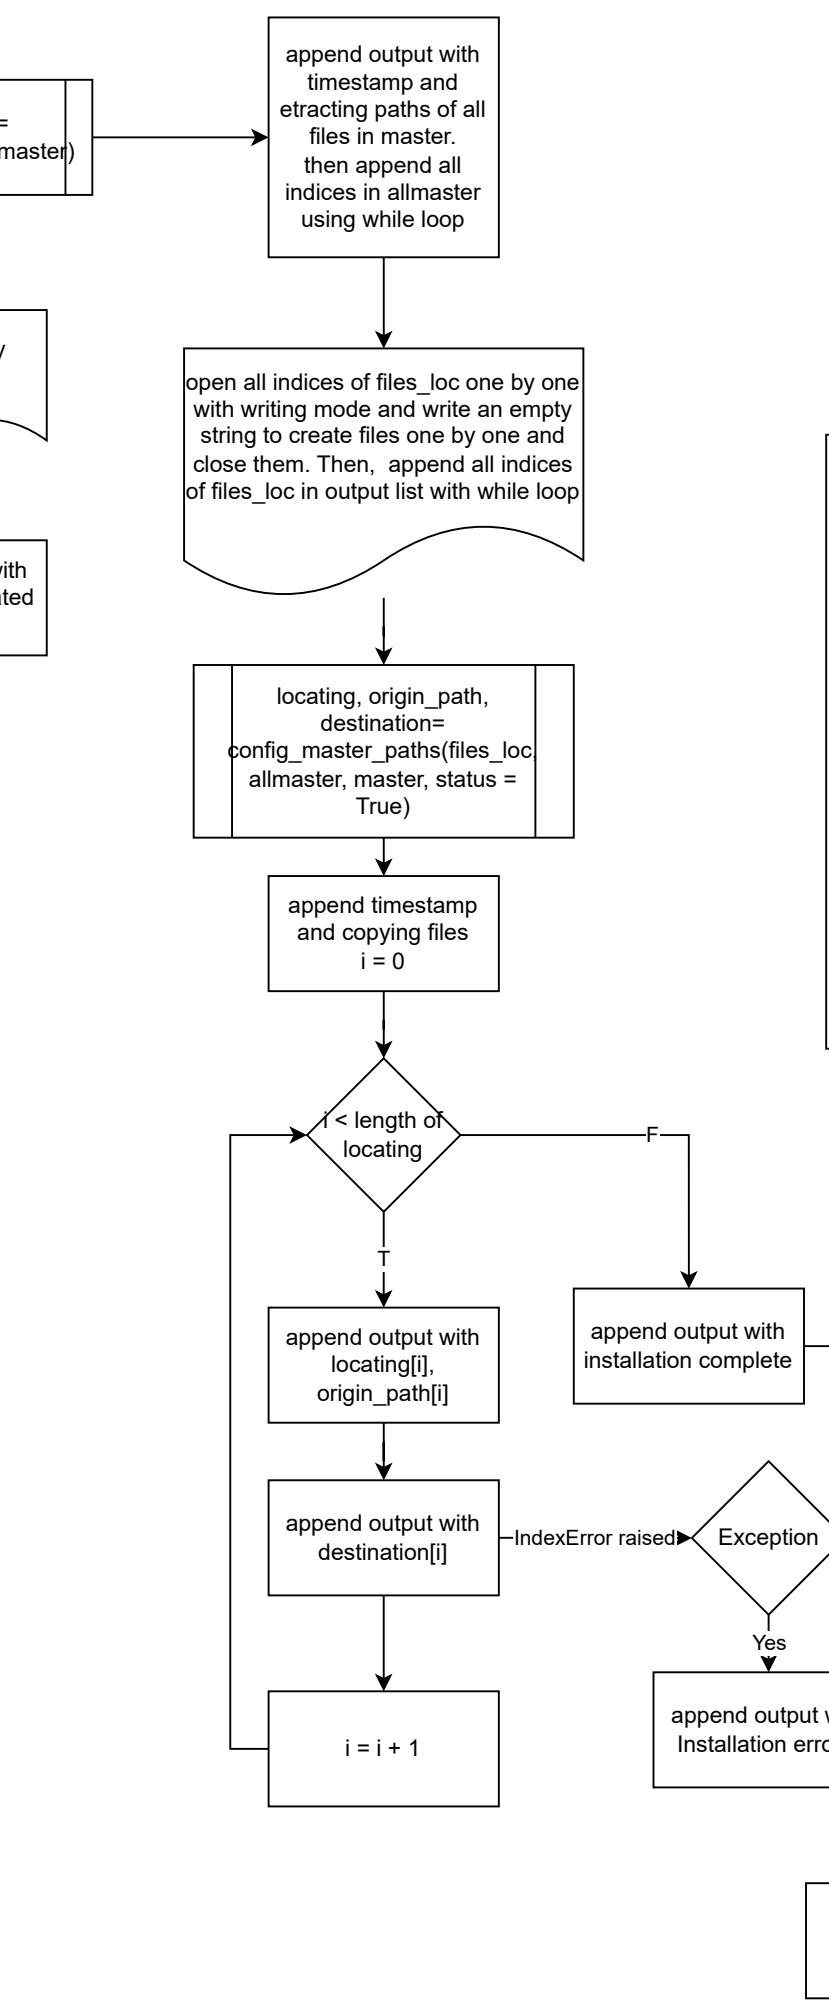 append output with
timestamp and
etracting paths of all
files in master.
then append all
indices in allmaster
using while loop
=
master)
open all indices of files_loc one by one
with writing mode and write an empty
string to create files one by one and
close them. Then,  append all indices
of files_loc in output list with while loop
locating, origin_path,
destination=
config_master_paths(files_loc,
allmaster, master, status =
True)
append timestamp
and copying files
i = 0
i < length of
locating
F
T
append output with
installation complete
append output with
locating[i],
origin_path[i]
append output with
destination[i]
IndexError raised
Exception
Yes
append output
Installation
i = i + 1